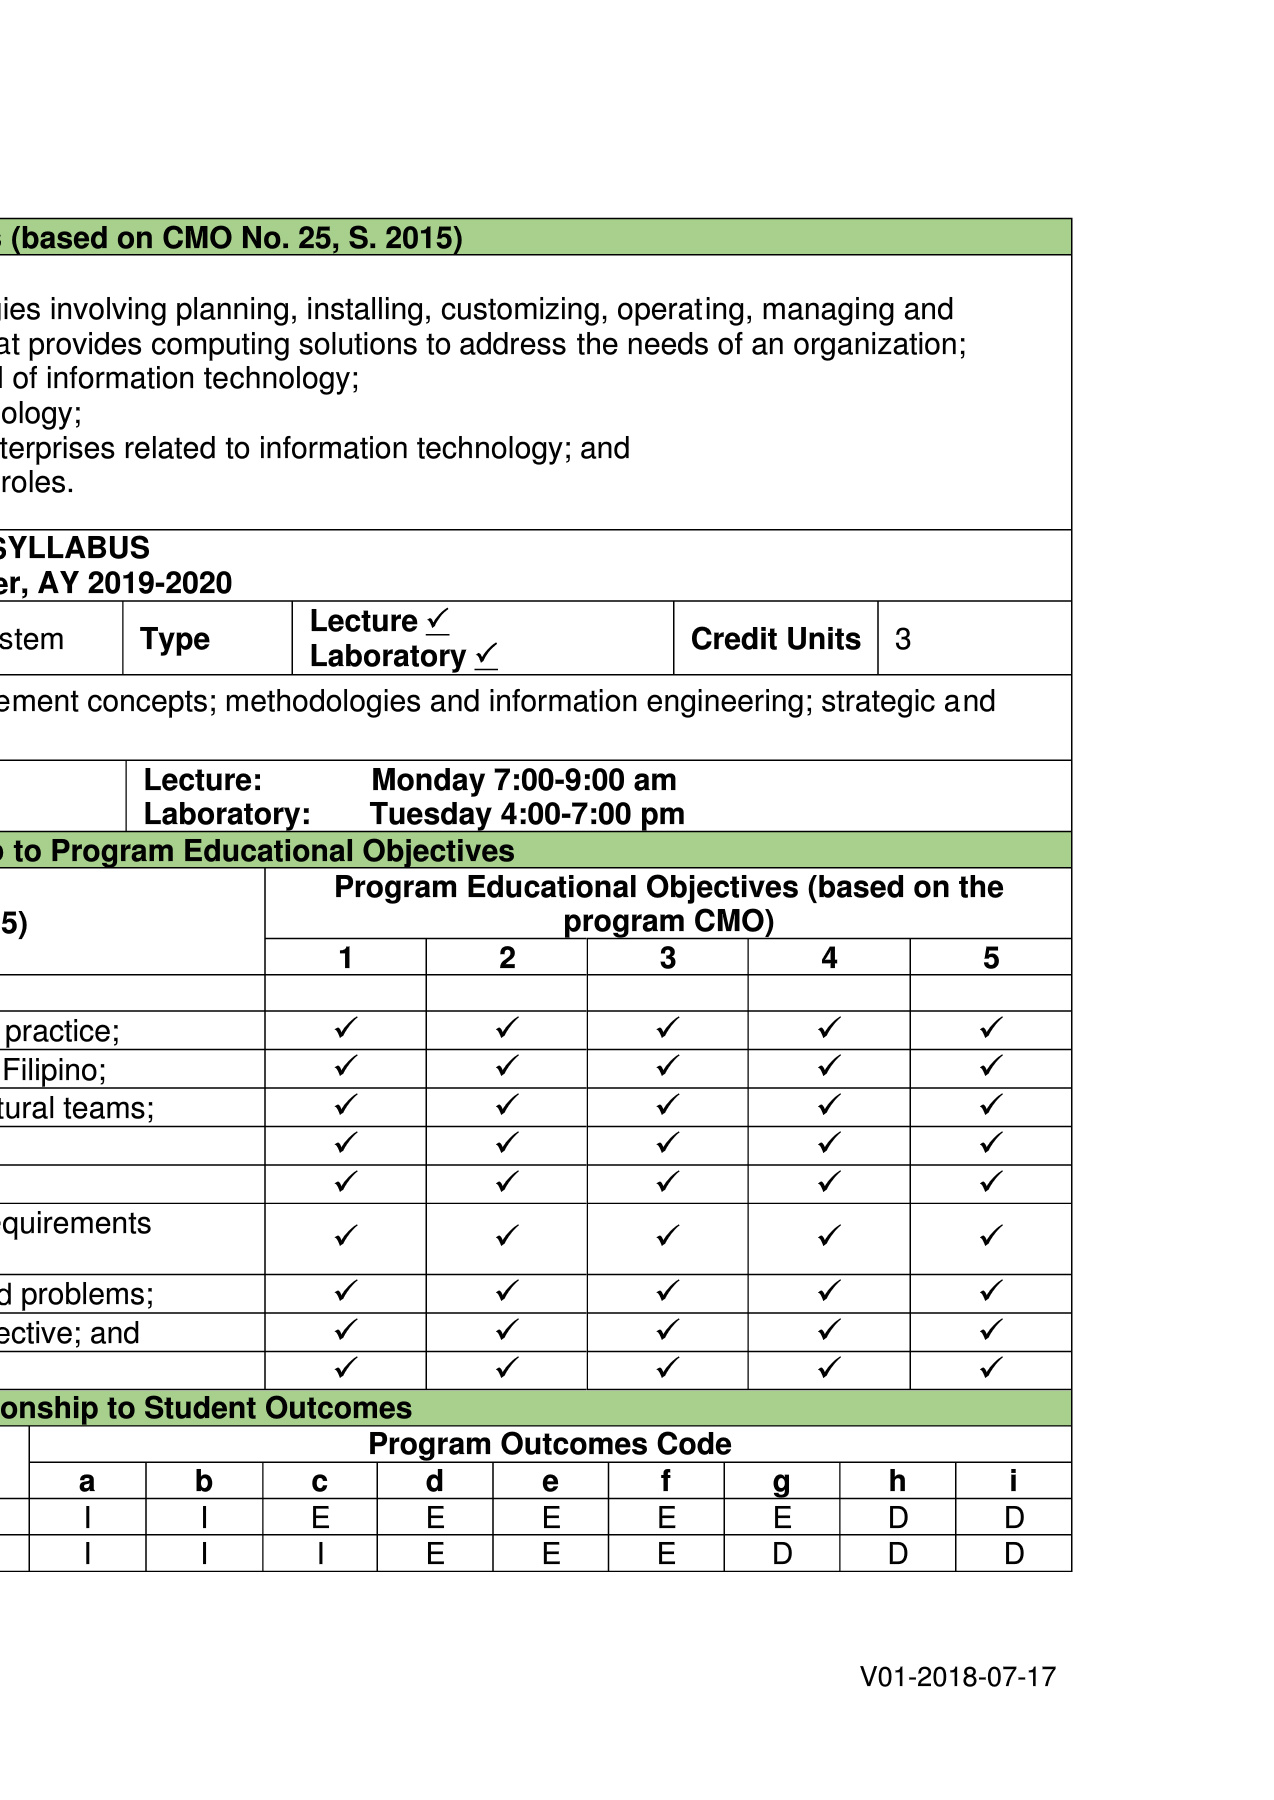 (based on CMO No. 25, S. 2015)
gies involving planning, installing, customizing, operating, managing and
at provides computing solutions to address the needs of an organization;
of information technology;
ology;
terprises related to information technology; and
roles.
SYLLABUS
er, AY 2019-2020
stem Type Lecture ✓ Credit Units 3
Laboratory ✓
ement concepts; methodologies and information engineering; strategic and
Lecture: Monday 7:00-9:00 am
Laboratory: Tuesday 4:00-7:00 pm
to Program Educational Objectives
Program Educational Objectives (based on the
5) program CMO)
1 2 3 4 5
practice; ✓ ✓ ✓ ✓ ✓
Filipino; ✓ ✓ ✓ ✓ ✓
tural teams; ✓ ✓ ✓ ✓ ✓
✓ ✓ ✓ ✓ ✓
✓ ✓ ✓ ✓ ✓
equirements ✓ ✓ ✓ ✓ ✓
d problems; ✓ ✓ ✓ ✓ ✓
ective; and ✓ ✓ ✓ ✓ ✓
✓ ✓ ✓ ✓ ✓
onship to Student Outcomes
Program Outcomes Code
a b c d e f g h i
I I E E E E E D D
I I I E E E D D D
V01-2018-07-17